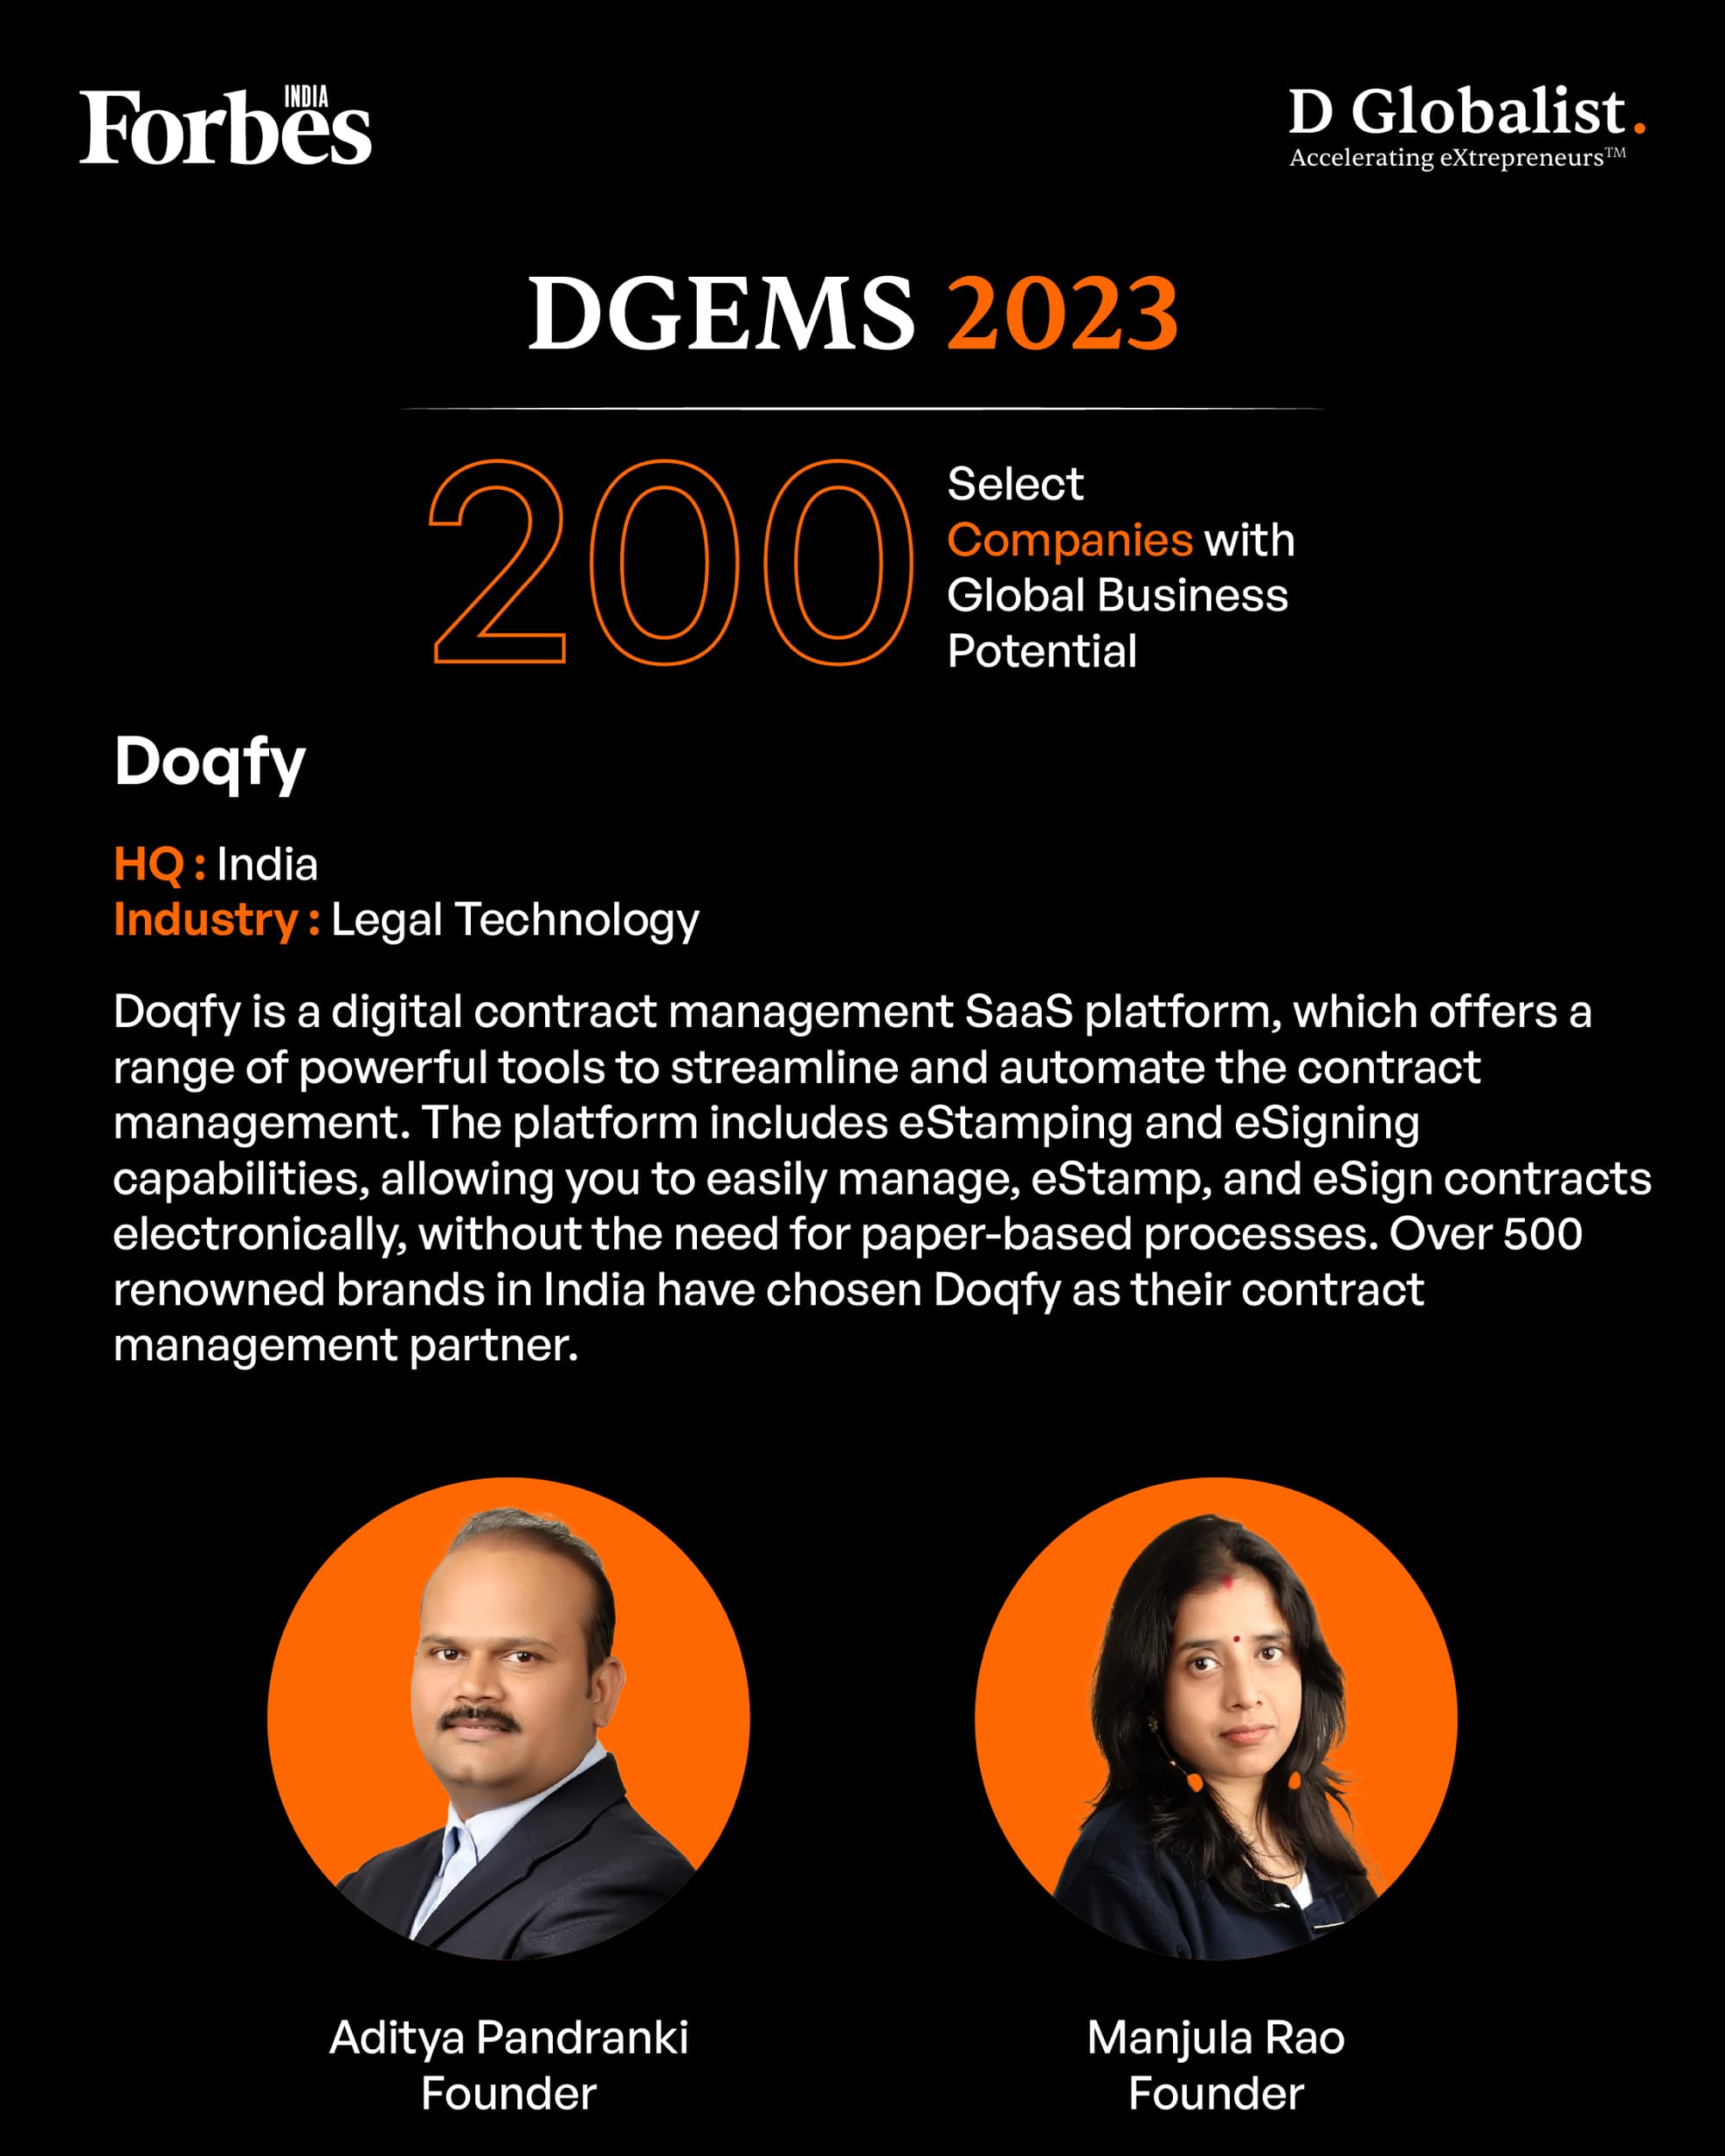 Forbes INDIA
D Globalist.
Accelerating eXtrepreneurs™
DGEMS 2023
200
Select
Companies with
Global Business
Potential
Doqfy
HQ : India
Industry : Legal Technology
Doqfy is a digital contract management SaaS platform, which offers a
range of powerful tools to streamline and automate the contract
management. The platform includes eStamping and eSigning
capabilities, allowing you to easily manage, eStamp, and eSign contracts
electronically, without the need for paper-based processes. Over 500
renowned brands in India have chosen Doqfy as their contract
management partner.
Aditya Pandranki
Founder
Manjula Rao
Founder